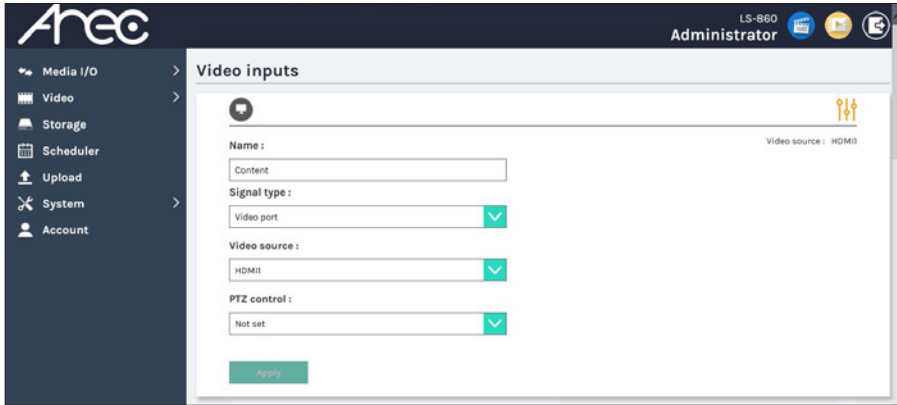 Arec
LS-860
Administrator
Media I/O
Video
Storage
Scheduler
Upload
System
Account
Video inputs
Video source : HDMI1
Name :
Content
Signal type :
Video port
Video source :
HDMI1
PTZ control :
Not set
Apply